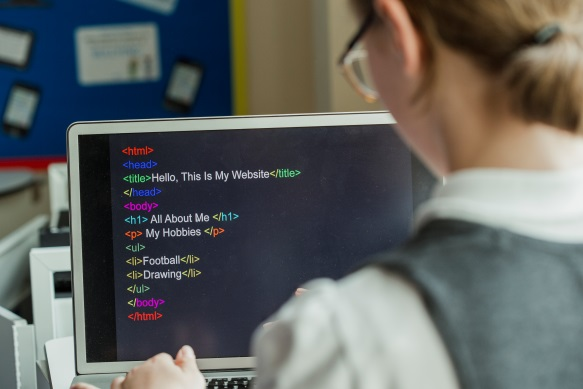 <html>
<head>
<title>Hello, This Is My Website</title>
</head>
<body>
<h1> All About Me </h1>
<p> My Hobbies </p>
<ul>
<li>Football</li>
<li>Drawing</li>
</ul>
</body>
</html>